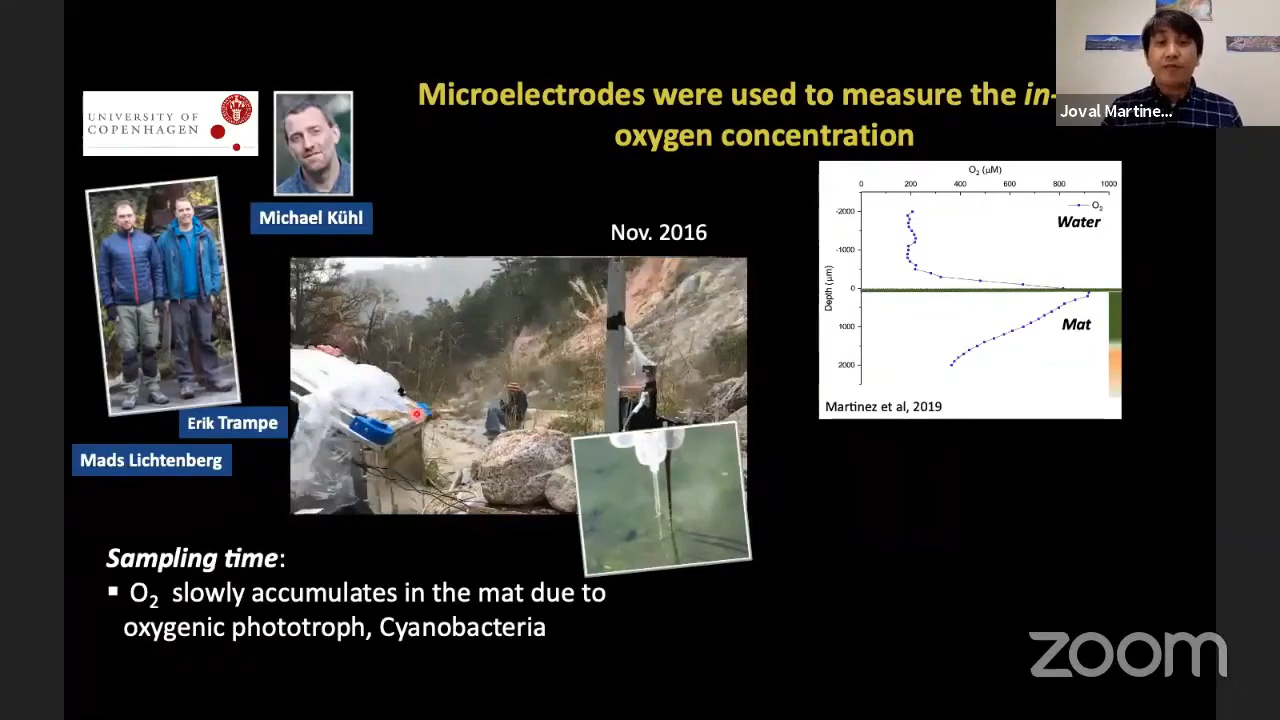 UNIVERSITY OF
COPENHAGEN
Microelectrodes were used to measure the in-
oxygen concentration
Joval Martine...
Michael Kühl
Nov. 2016
Erik Trampe
Mads Lichtenberg
O₂ (μM)
0 200 400 600 800 1000
O₂
Water
-2000
-1000
0
1000
2000
Depth (μm)
Mat
Martinez et al, 2019
Sampling time:
▪ O₂ slowly accumulates in the mat due to
oxygenic phototroph, Cyanobacteria
zoom